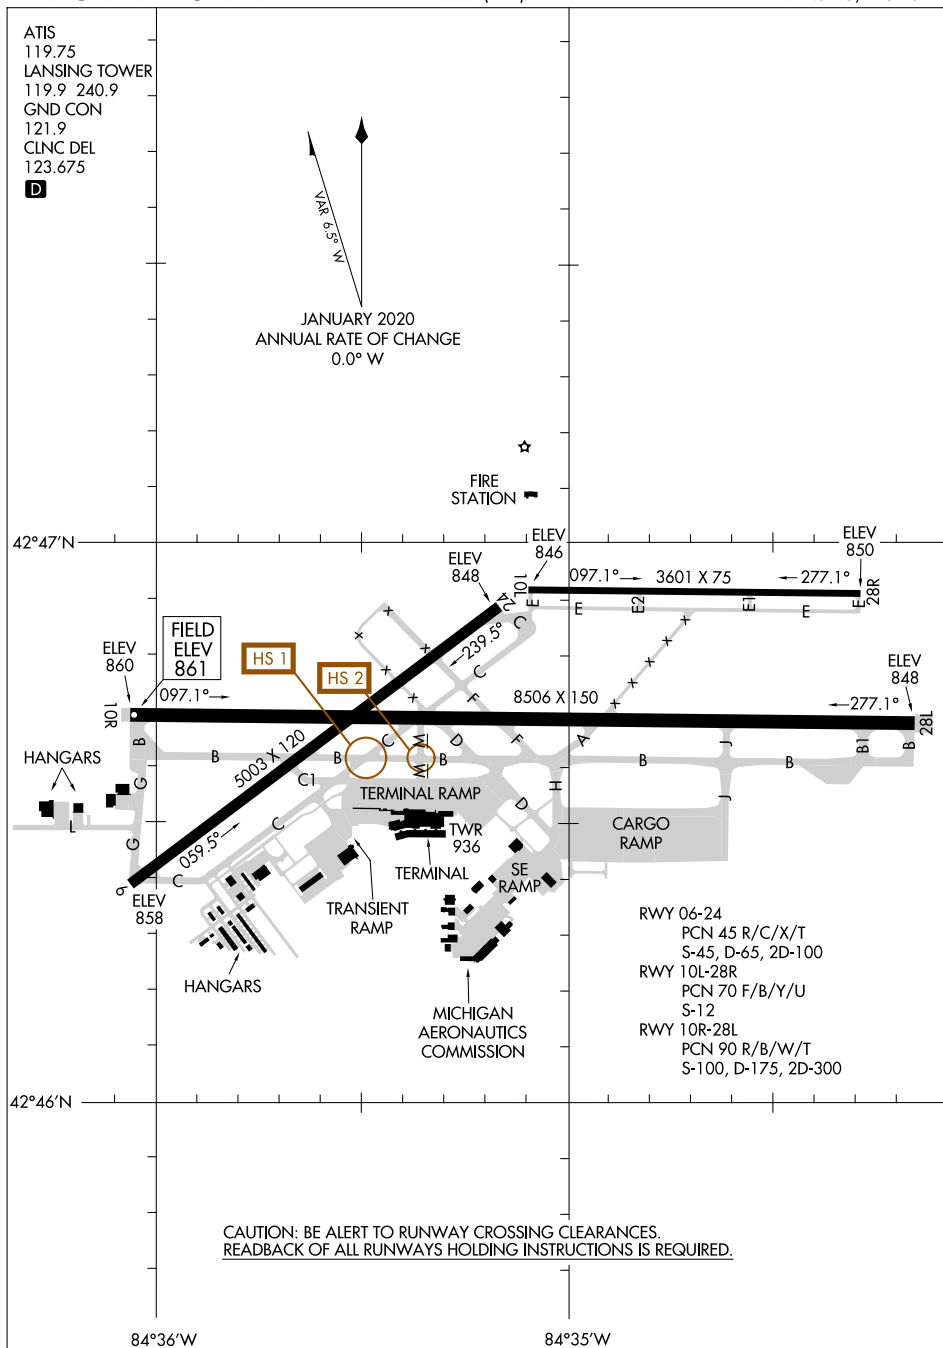 ATIS
119.75
LANSING TOWER
119.9 240.9
GND CON
121.9
CLNC DEL
123.675
D
VAR 6.5° W
JANUARY 2020
ANNUAL RATE OF CHANGE
0.0° W
FIRE
STATION
42°47'N
ELEV
846
ELEV
850
ELEV
848
10L
097.1°
3601 X 75
277.1°
28R
24
E
E
E2
E1
E
E
C
239.5°
FIELD
ELEV
861
ELEV
860
HS 1
HS 2
C
F
ELEV
848
10R
097.1°
8506 X 150
277.1°
28L
B
B
5003 X 120
B
C
W
W
B
D
F
A
B
J
B
B1
B
HANGARS
G
C1
TERMINAL RAMP
H
J
L
G
059.5°
C
TWR
936
D
CARGO
RAMP
TERMINAL
SE
RAMP
6
C
ELEV
858
TRANSIENT
RAMP
HANGARS
MICHIGAN
AERONAUTICS
COMMISSION
RWY 06-24
PCN 45 R/C/X/T
S-45, D-65, 2D-100
RWY 10L-28R
PCN 70 F/B/Y/U
S-12
RWY 10R-28L
PCN 90 R/B/W/T
S-100, D-175, 2D-300
42°46'N
CAUTION: BE ALERT TO RUNWAY CROSSING CLEARANCES.
READBACK OF ALL RUNWAYS HOLDING INSTRUCTIONS IS REQUIRED.
84°36'W
84°35'W